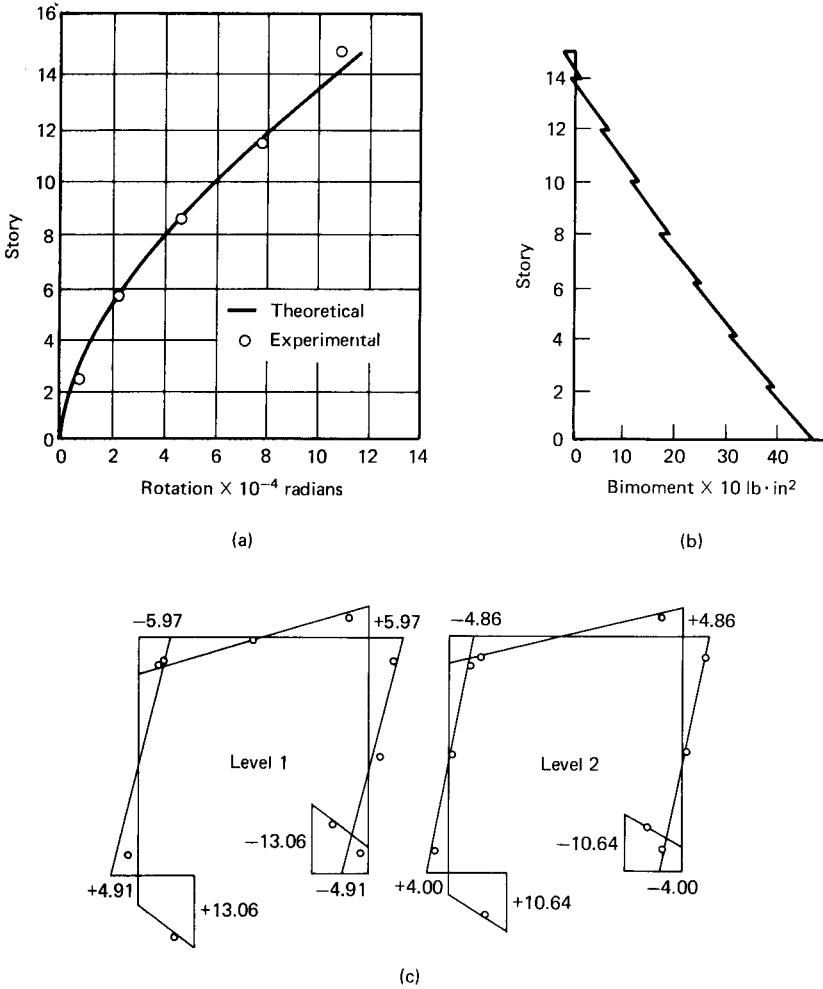 16
14
12
10
8
6
4
2
0
Story
Theoretical
Experimental
0 2 4 6 8 10 12 14
Rotation × 10⁻⁴ radians
(a)
14
12
10
8
6
4
2
0
Story
0 10 20 30 40
Bimoment × 10 lb·in²
(b)
−5.97 +5.97
Level 1
−13.06
+4.91 −4.91
+13.06
−4.86 +4.86
Level 2
−10.64
+4.00 −4.00
+10.64
(c)